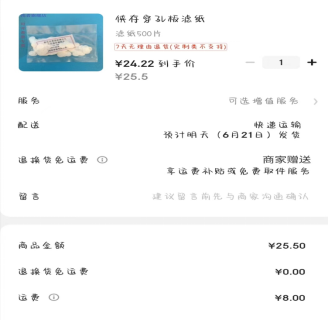 侠存穿孔板滤纸
滤纸500片
7天无理由退货(定制类不支持)
¥24.22 到手价
1
¥25.5
服务
可选增值服务
配送
快递运输
预计明天（6月21日）发货
退换货免运费
商家赠送
享运费补贴或免费取件服务
留言
建议留言前先与商家沟通确认
商品金额
¥25.50
退换货免运费
¥0.00
运费
¥8.00